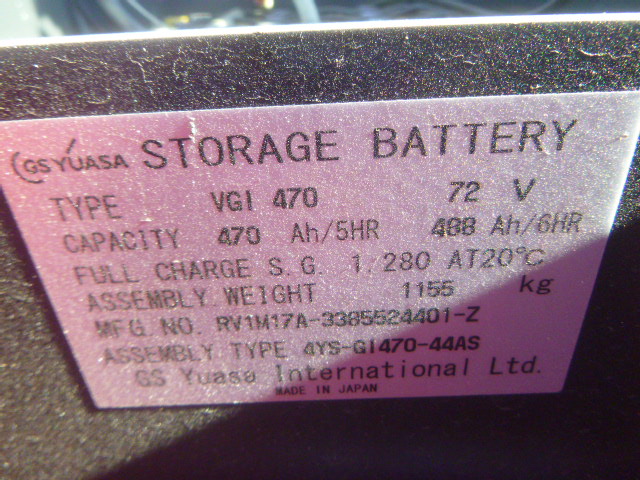 GS YUASA STORAGE BATTERY
TYPE VGI 470 72 V
CAPACITY 470 Ah/5HR 488 Ah/6HR
FULL CHARGE S.G. 1.280 AT20°C
ASSEMBLY WEIGHT 1155 kg
MFG.NO. RV1M17A-3385524401-Z
ASSEMBLY TYPE 4YS-GI470-44AS
GS Yuasa International Ltd.
MADE IN JAPAN